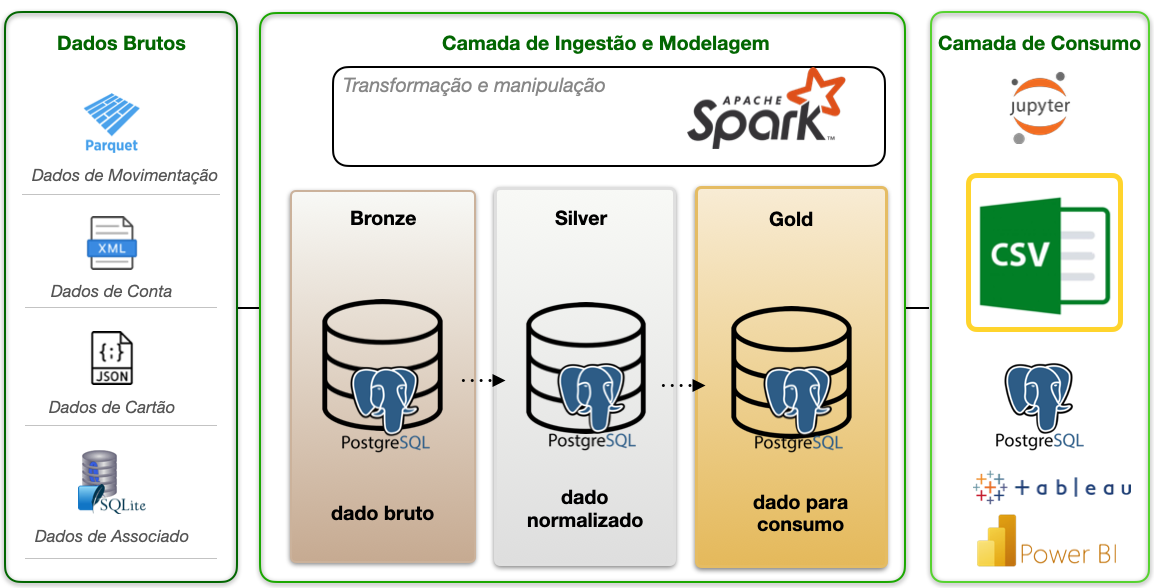 Dados Brutos
Parquet
Dados de Movimentação
XML
Dados de Conta
{;}
JSON
Dados de Cartão
SQLite
Dados de Associado
Camada de Ingestão e Modelagem
Transformação e manipulação
APACHE
Spark™
Bronze
PostgreSQL
dado bruto
Silver
PostgreSQL
dado
normalizado
Gold
PostgreSQL
dado para
consumo
Camada de Consumo
jupyter
CSV
PostgreSQL
+ableau
Power BI